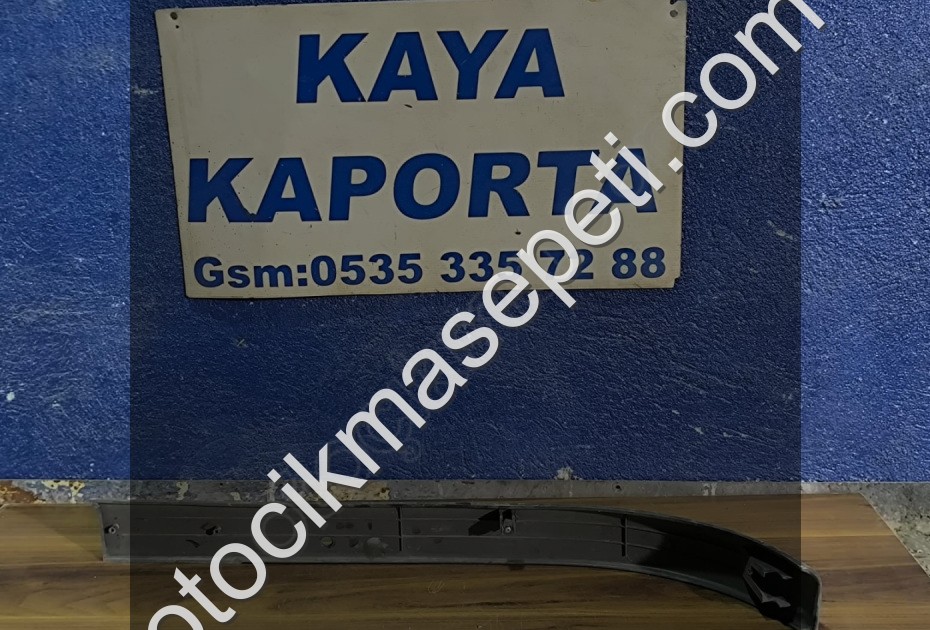 KAYA
KAPORTA
Gsm:0535 335 72 88
otocikmasepeti.com